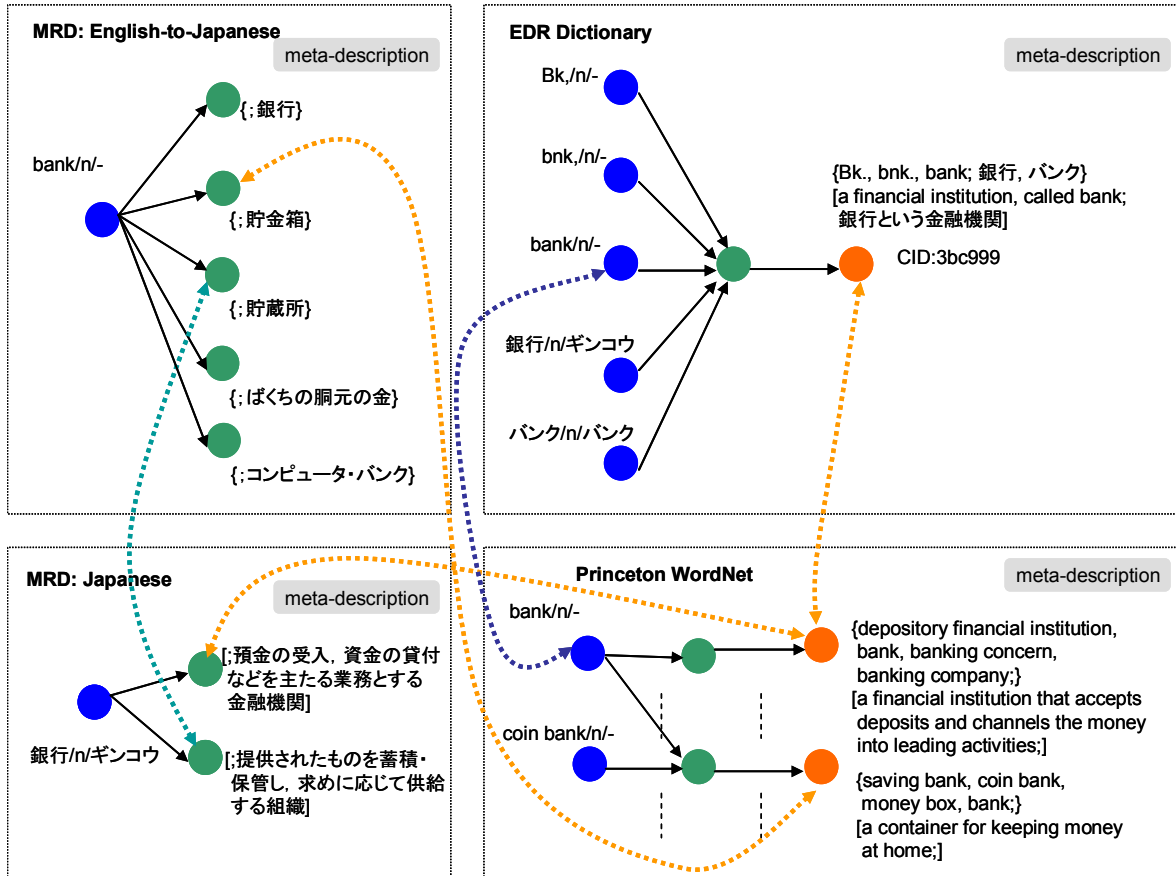 MRD: English-to-Japanese
meta-description
{;銀行}
bank/n/-
{;貯金箱}
{;貯蔵所}
{;ばくちの胴元の金}
{;コンピュータ・バンク}
EDR Dictionary
meta-description
Bk,/n/-
bnk,/n/-
bank/n/-
銀行/n/ギンコウ
バンク/n/バンク
{Bk., bnk., bank; 銀行, バンク}
[a financial institution, called bank;
銀行という金融機関]
CID:3bc999
MRD: Japanese
meta-description
[;預金の受入，資金の貸付
などを主たる業務とする
金融機関]
銀行/n/ギンコウ
[;提供されたものを蓄積・
保管し，求めに応じて供給
する組織]
Princeton WordNet
meta-description
bank/n/-
coin bank/n/-
{depository financial institution,
bank, banking concern,
banking company;}
[a financial institution that accepts
deposits and channels the money
into leading activities;]
{saving bank, coin bank,
money box, bank;}
[a container for keeping money
at home;]